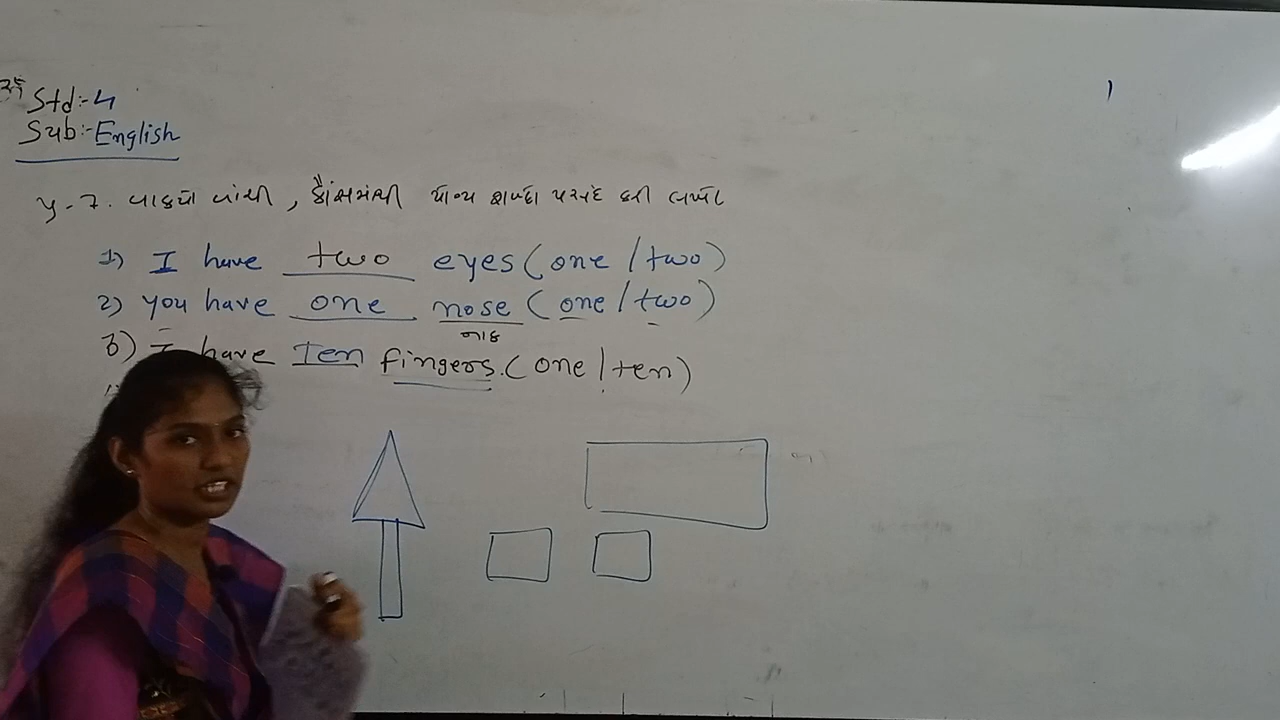 Std:- 4
Sub:- English
પ્ર-7. વાક્યો વાંચી, કૌંસમાંથી યોગ્ય શબ્દો પસંદ કરી લખો
1) I have two eyes (one / two)
2) you have one nose (one / two)
નાક
3) I have Ten fingers. (one / ten)